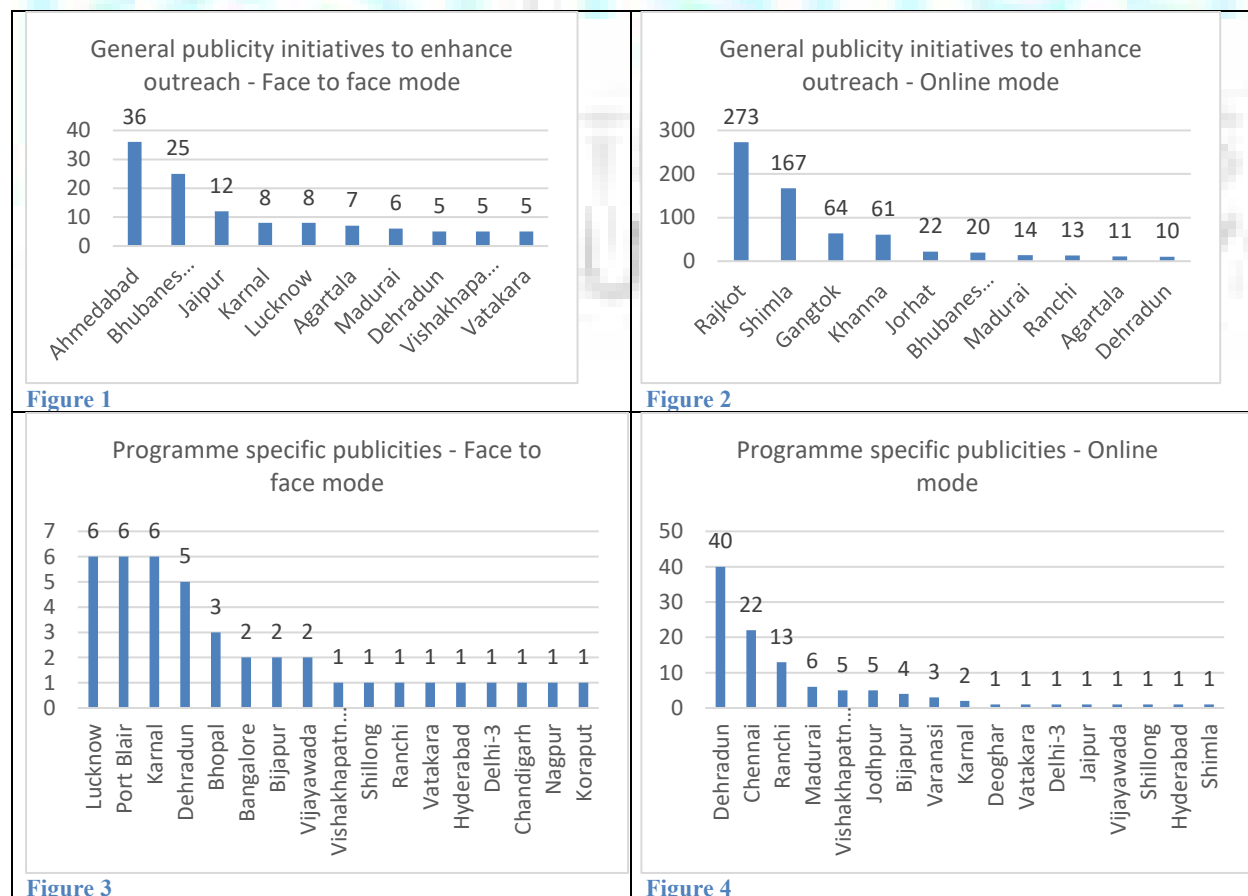 General publicity initiatives to enhance
outreach - Face to face mode
36
25
12
8
8
7
6
5
5
5
40
30
20
10
0
Ahmedabad
Bhubanes...
Jaipur
Karnal
Lucknow
Agartala
Madurai
Dehradun
Vishakhapa...
Vatakara
Figure 1
General publicity initiatives to enhance
outreach - Online mode
273
167
64
61
22
20
14
13
11
10
300
200
100
0
Rajkot
Shimla
Gangtok
Khanna
Jorhat
Bhubanes...
Madurai
Ranchi
Agartala
Dehradun
Figure 2
Programme specific publicities - Face to
face mode
6
6
6
5
3
2
2
2
1
1
1
1
1
1
1
1
1
7
6
5
4
3
2
1
0
Lucknow
Port Blair
Karnal
Dehradun
Bhopal
Bangalore
Bijapur
Vijayawada
Vishakhapatn...
Shillong
Ranchi
Vatakara
Hyderabad
Delhi-3
Chandigarh
Nagpur
Koraput
Figure 3
Programme specific publicities - Online
mode
40
22
13
6
5
5
4
3
2
1
1
1
1
1
1
1
1
50
40
30
20
10
0
Dehradun
Chennai
Ranchi
Madurai
Vishakhapatn...
Jodhpur
Bijapur
Varanasi
Karnal
Deoghar
Vatakara
Delhi-3
Jaipur
Vijayawada
Shillong
Hyderabad
Shimla
Figure 4